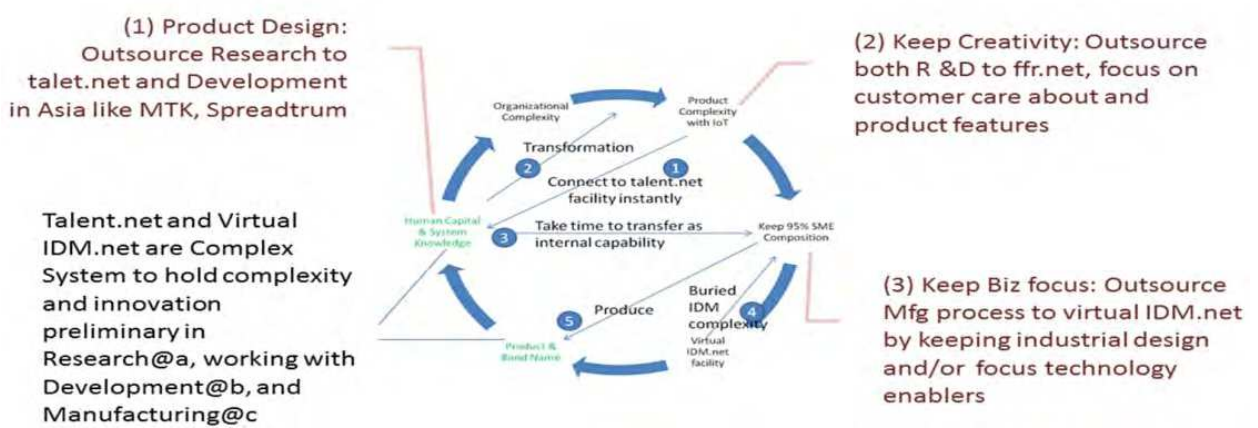 (1) Product Design:
Outsource Research to
talet.net and Development
in Asia like MTK, Spreadtrum
(2) Keep Creativity: Outsource
both R &D to ffr.net, focus on
customer care about and
product features
Organizational
Complexity
Product
Complexity
with IoT
Transformation
2
1
Connect to talent.net
facility instantly
Human Capital
& System
Knowledge
3
Take time to transfer as
internal capability
Keep 95% SME
Composition
Talent.net and Virtual
IDM.net are Complex
System to hold complexity
and innovation
preliminary in
Research@a, working with
Development@b, and
Manufacturing@c
Buried
IDM
complexity
4
Virtual
IDM.net
facility
5
Produce
Product &
Band Name
(3) Keep Biz focus: Outsource
Mfg process to virtual IDM.net
by keeping industrial design
and/or focus technology
enablers